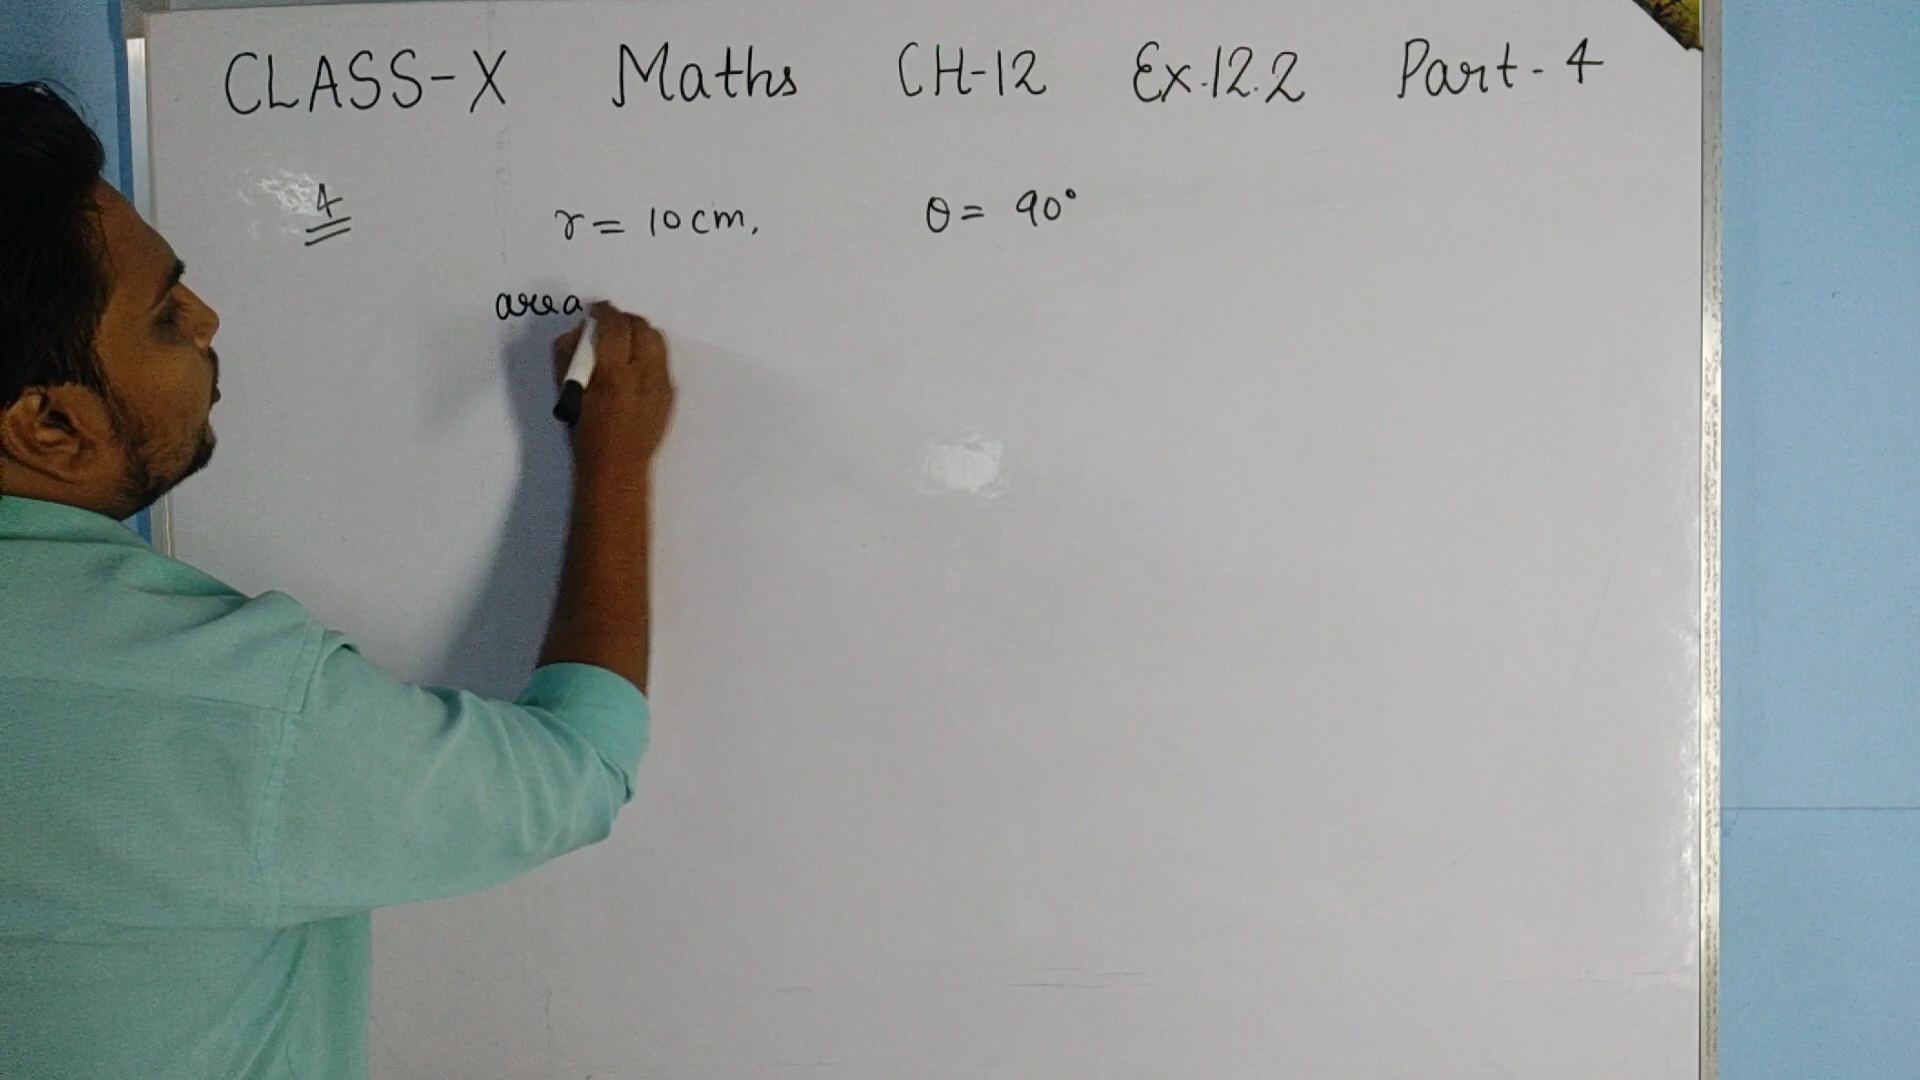 CLASS-X Maths CH-12 Ex.12.2 Part-4
4 r = 10cm, θ = 90°
area